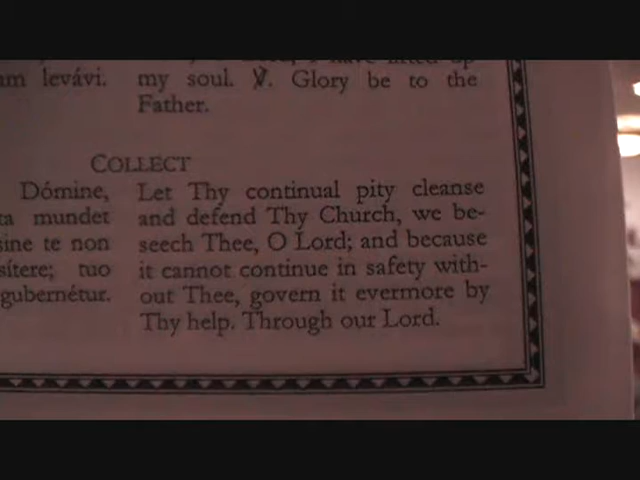 am levávi.
my soul. ℣. Glory be to the
Father.
COLLECT
Dómine,
ta mundet
sine te non
sítere; tuo
gubernétur.
Let Thy continual pity cleanse
and defend Thy Church, we be-
seech Thee, O Lord; and because
it cannot continue in safety with-
out Thee, govern it evermore by
Thy help. Through our Lord.